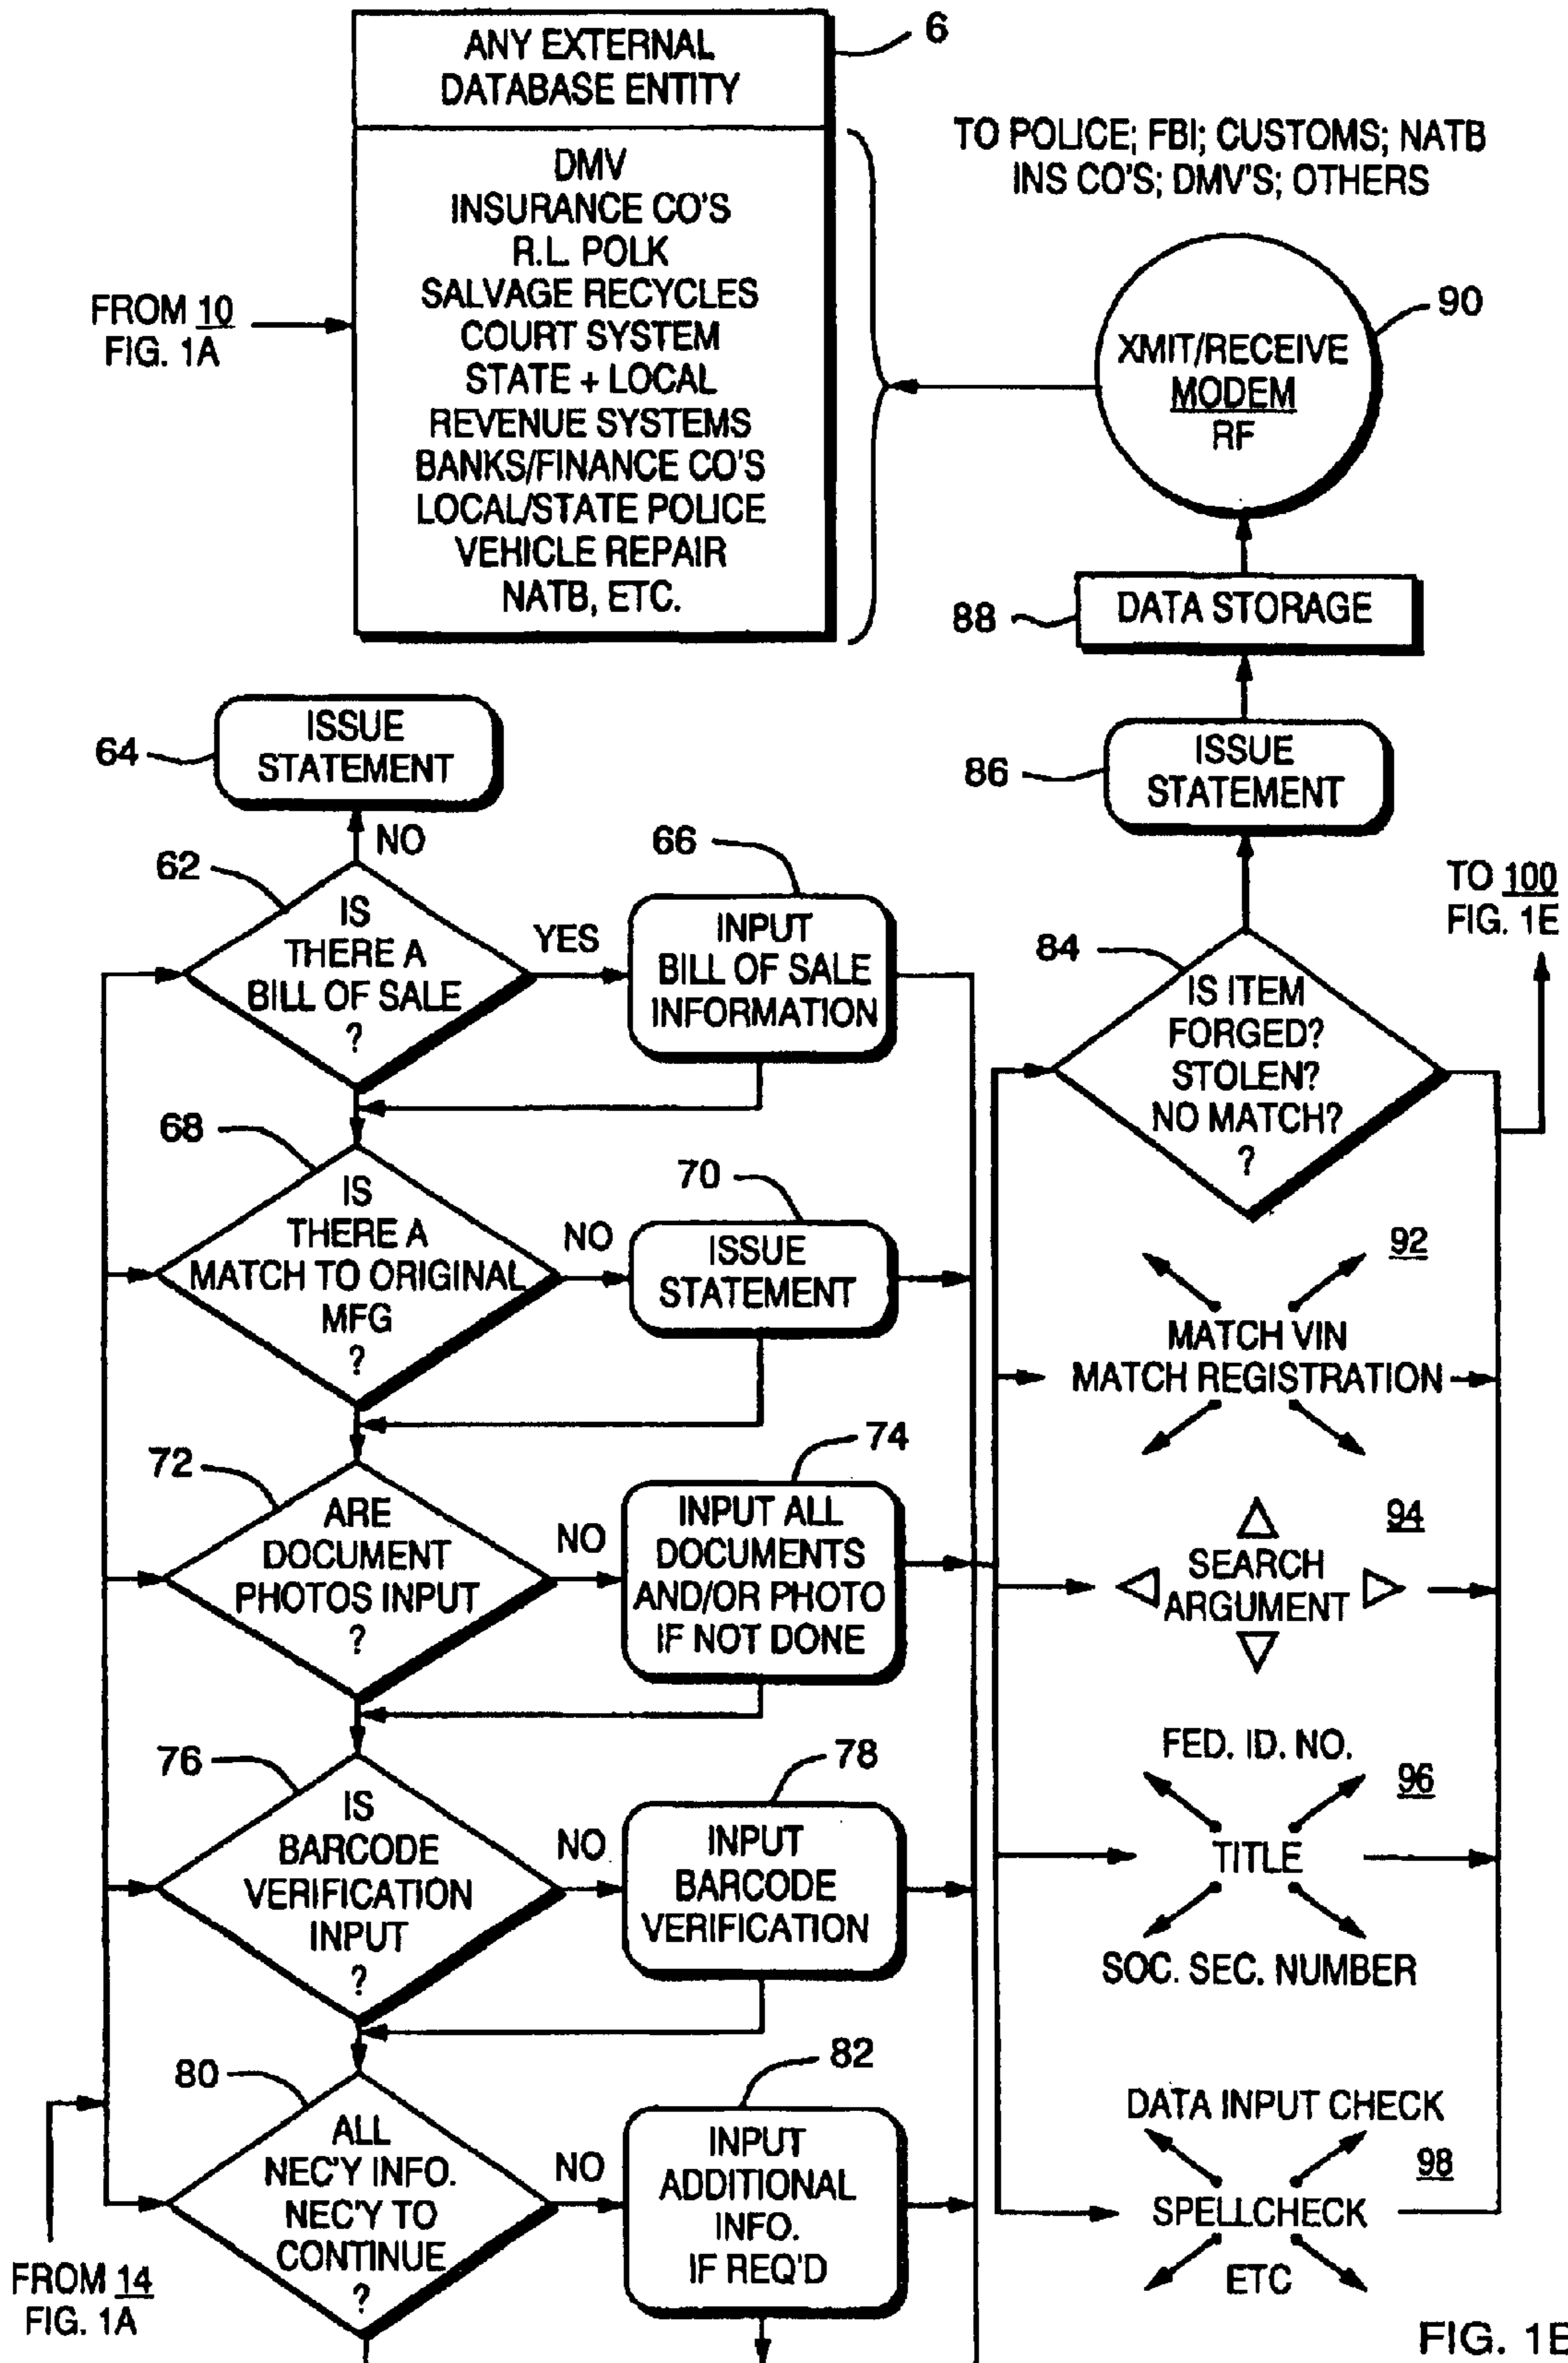 ANY EXTERNAL
DATABASE ENTITY
6
DMV
INSURANCE CO'S
R.L. POLK
SALVAGE RECYCLES
COURT SYSTEM
STATE + LOCAL
REVENUE SYSTEMS
BANKS/FINANCE CO'S
LOCAL/STATE POLICE
VEHICLE REPAIR
NATB, ETC.
FROM 10
FIG. 1A
TO POLICE; FBI; CUSTOMS; NATB
INS CO'S; DMV'S; OTHERS
90
XMIT/RECEIVE
MODEM
RF
88
DATA STORAGE
86
ISSUE
STATEMENT
64
ISSUE
STATEMENT
NO
62
IS
THERE A
BILL OF SALE
?
YES
66
INPUT
BILL OF SALE
INFORMATION
68
IS
THERE A
MATCH TO ORIGINAL
MFG
?
NO
70
ISSUE
STATEMENT
72
ARE
DOCUMENT
PHOTOS INPUT
?
NO
74
INPUT ALL
DOCUMENTS
AND/OR PHOTO
IF NOT DONE
76
IS
BARCODE
VERIFICATION
INPUT
?
NO
78
INPUT
BARCODE
VERIFICATION
80
ALL
NEC'Y INFO.
NEC'Y TO
CONTINUE
?
NO
82
INPUT
ADDITIONAL
INFO.
IF REQ'D
FROM 14
FIG. 1A
TO 100
FIG. 1E
84
IS ITEM
FORGED?
STOLEN?
NO MATCH?
?
92
MATCH VIN
MATCH REGISTRATION
94
SEARCH
ARGUMENT
FED. ID. NO.
96
TITLE
SOC. SEC. NUMBER
DATA INPUT CHECK
98
SPELLCHECK
ETC
FIG. 1B